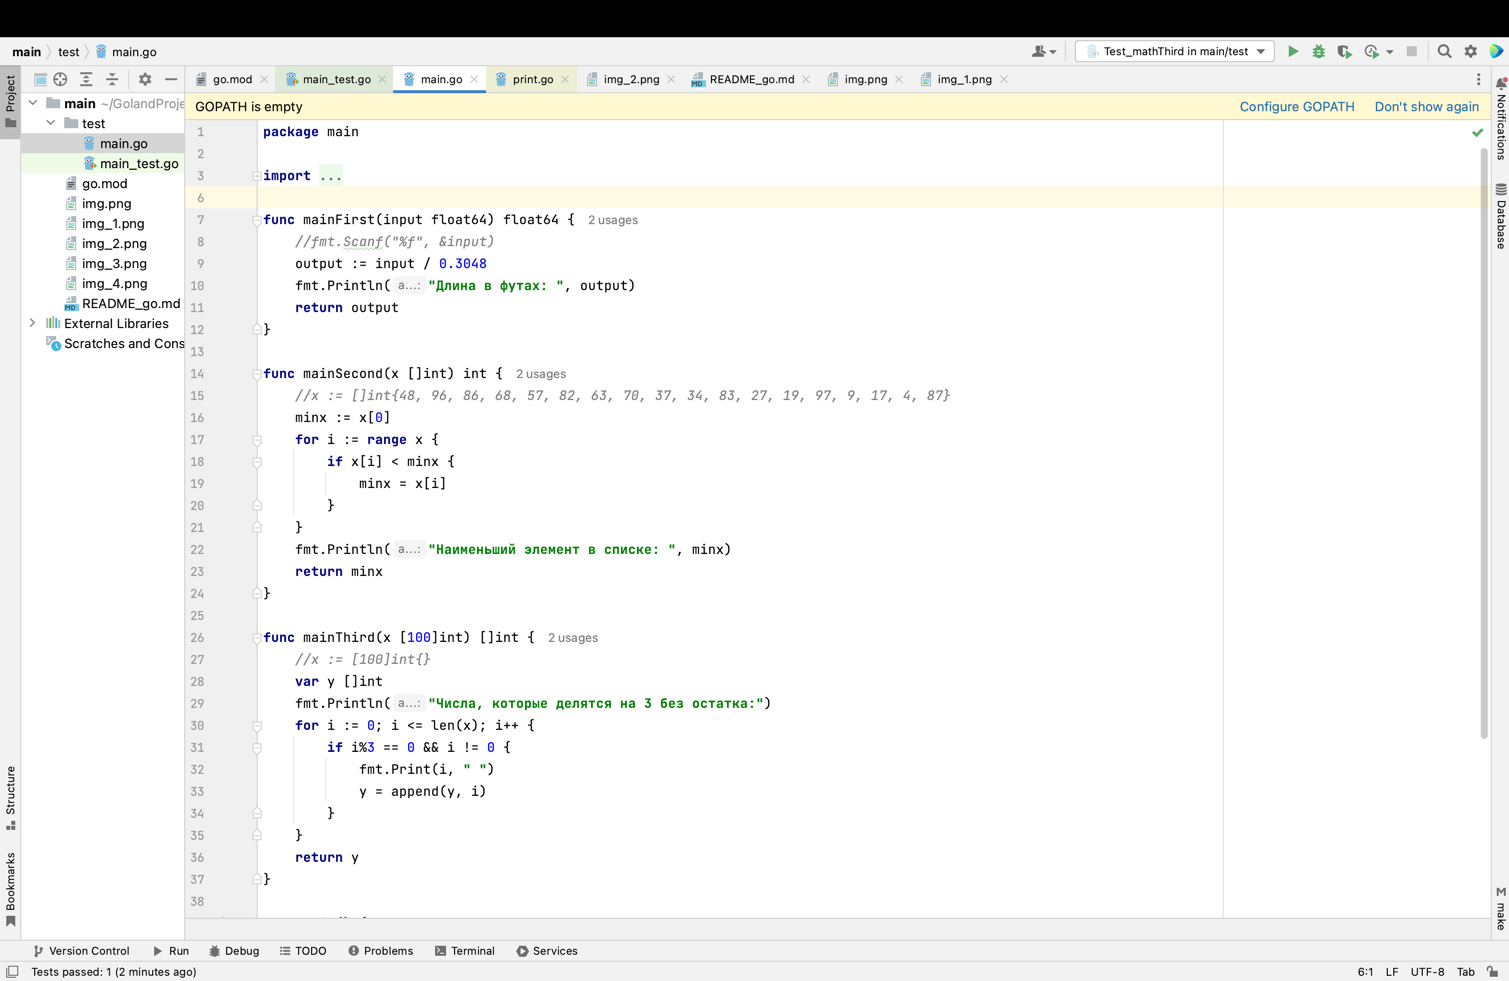 main test main.go
Test_mathThird in main/test
Project
go.mod main_test.go main.go print.go img_2.png README_go.md img.png img_1.png
main ~/GolandProje
GOPATH is empty Configure GOPATH Don't show again
test
main.go
main_test.go
go.mod
img.png
img_1.png
img_2.png
img_3.png
img_4.png
README_go.md
External Libraries
Scratches and Cons
1 package main
2
3 import ...
6
7 func mainFirst(input float64) float64 { 2 usages
8 //fmt.Scanf("%f", &input)
9 output := input / 0.3048
10 fmt.Println( a...: "Длина в футах: ", output)
11 return output
12 }
13
14 func mainSecond(x []int) int { 2 usages
15 //x := []int{48, 96, 86, 68, 57, 82, 63, 70, 37, 34, 83, 27, 19, 97, 9, 17, 4, 87}
16 minx := x[0]
17 for i := range x {
18 if x[i] < minx {
19 minx = x[i]
20 }
21 }
22 fmt.Println( a...: "Наименьший элемент в списке: ", minx)
23 return minx
24 }
25
26 func mainThird(x [100]int) []int { 2 usages
27 //x := [100]int{}
28 var y []int
29 fmt.Println( a...: "Числа, которые делятся на 3 без остатка:")
30 for i := 0; i <= len(x); i++ {
31 if i%3 == 0 && i != 0 {
32 fmt.Print(i, " ")
33 y = append(y, i)
34 }
35 }
36 return y
37 }
38
Notifications
Database
M make
Structure
Bookmarks
Version Control Run Debug TODO Problems Terminal Services
Tests passed: 1 (2 minutes ago) 6:1 LF UTF-8 Tab